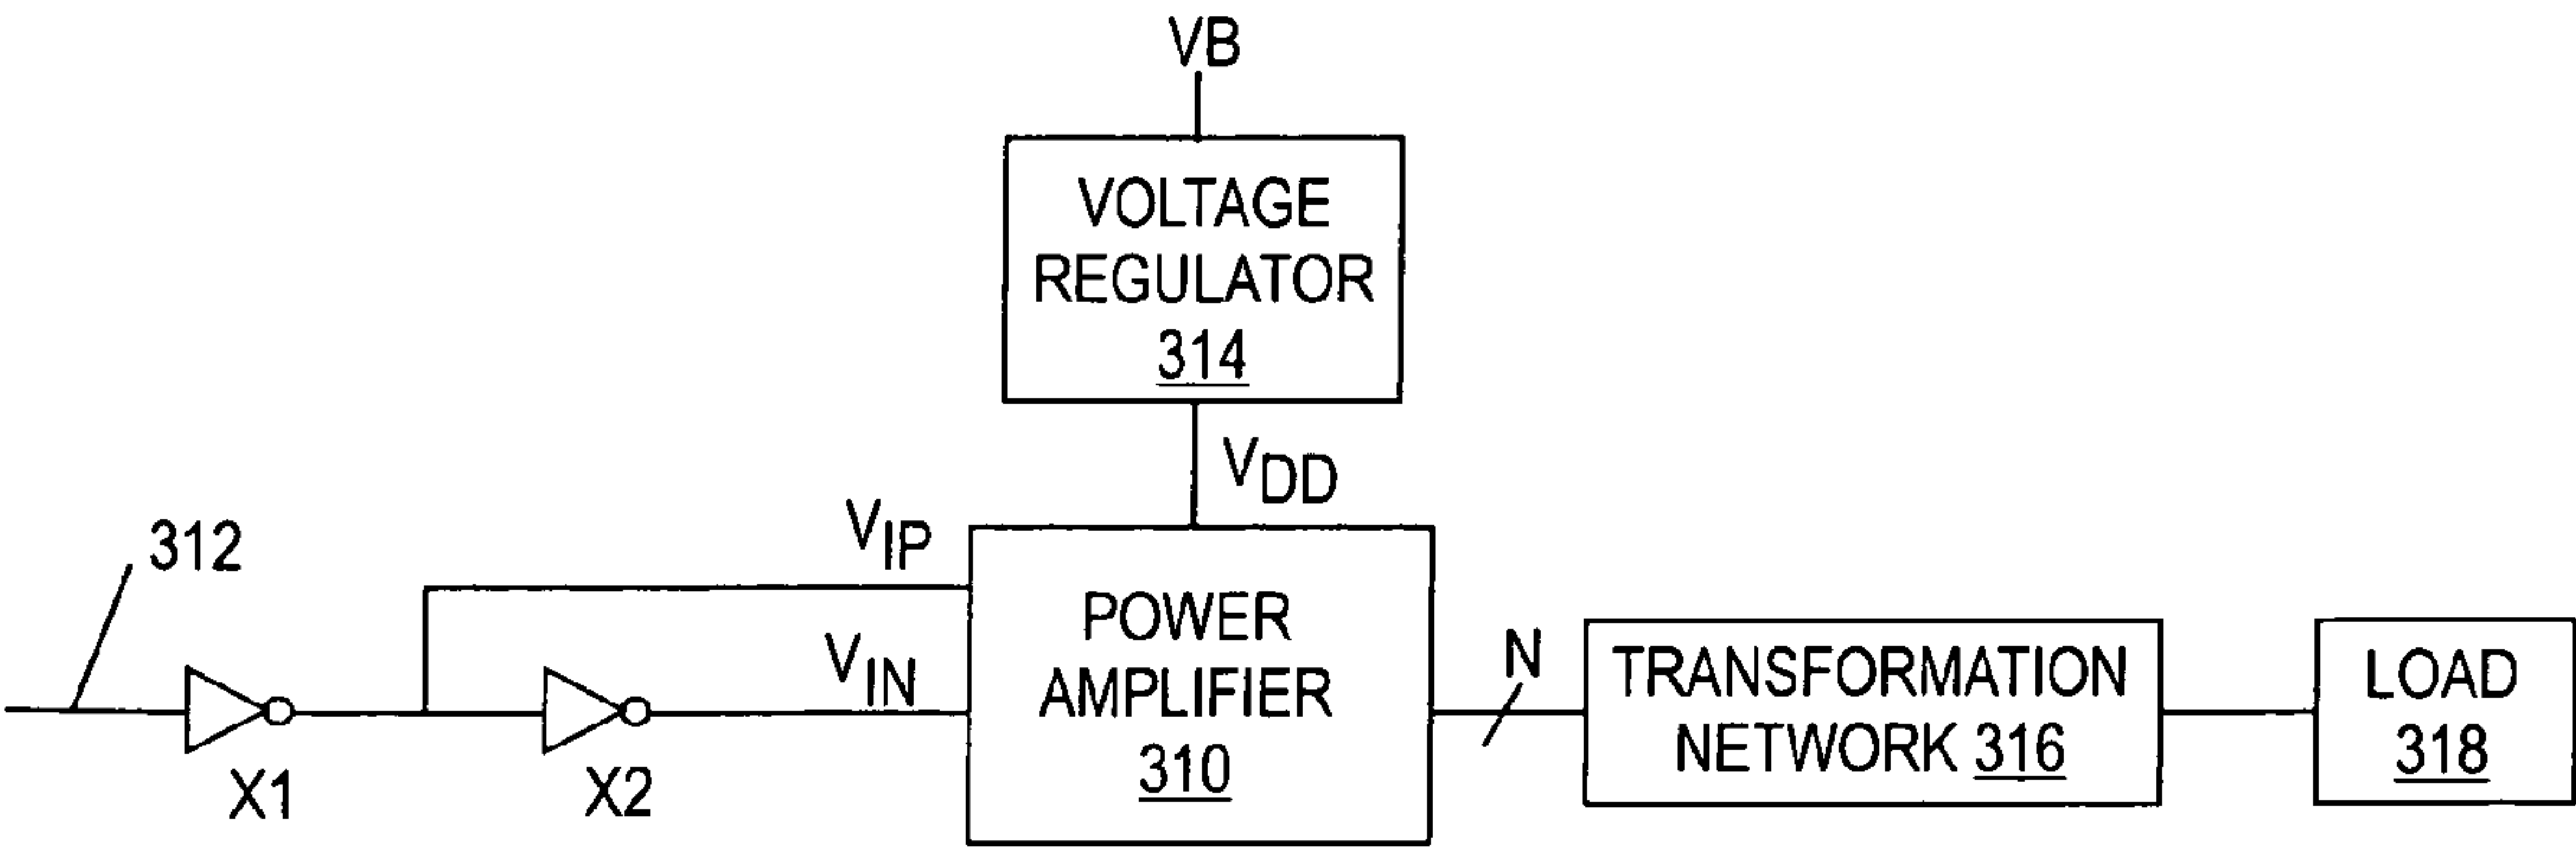 VB
VOLTAGE
REGULATOR
314
VDD
312
VIP
VIN
X1
X2
POWER
AMPLIFIER
310
N
TRANSFORMATION
NETWORK 316
LOAD
318